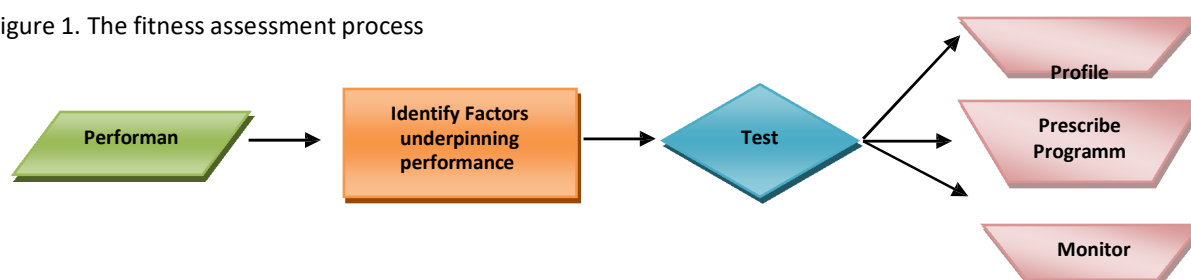 igure 1. The fitness assessment process
Performan
Identify Factors
underpinning
performance
Test
Profile
Prescribe
Programm
Monitor